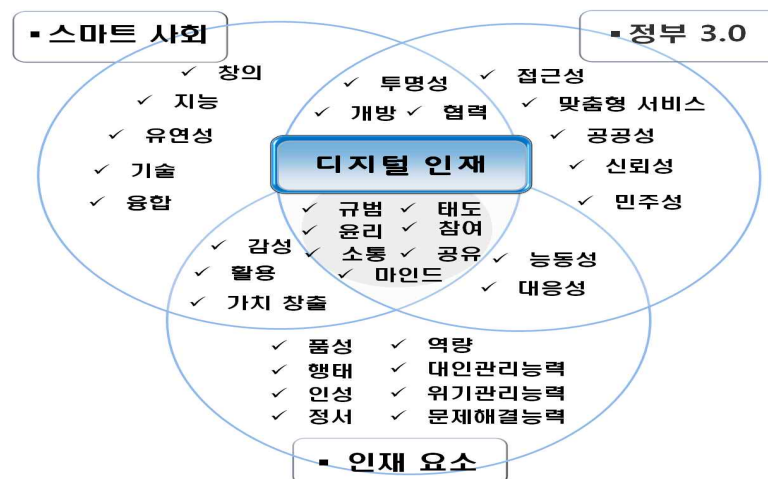 ▪ 스마트 사회
▪ 정부 3.0
✓ 창의
✓ 지능
✓ 유연성
✓ 기술
✓ 융합
✓ 투명성
✓ 개방 ✓ 협력
✓ 접근성
✓ 맞춤형 서비스
✓ 공공성
✓ 신뢰성
✓ 민주성
디지털 인재
✓ 규범 ✓ 태도
✓ 윤리 ✓ 참여
✓ 소통 ✓ 공유
✓ 마인드
✓ 감성
✓ 활용
✓ 가치 창출
✓ 능동성
✓ 대응성
✓ 품성 ✓ 역량
✓ 행태 ✓ 대인관리능력
✓ 인성 ✓ 위기관리능력
✓ 정서 ✓ 문제해결능력
▪ 인재 요소